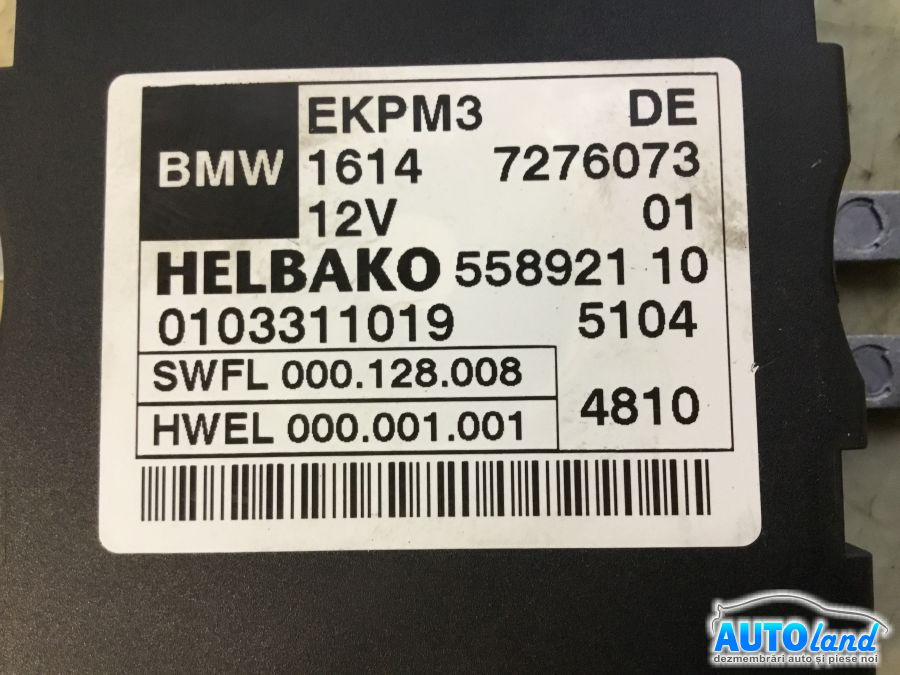 EKPM3 DE
BMW 1614 7276073
12V 01
HELBAKO 558921 10
0103311019 5104
SWFL 000.128.008
4810
HWEL 000.001.001
AUTOland
dezmembrări auto și piese noi